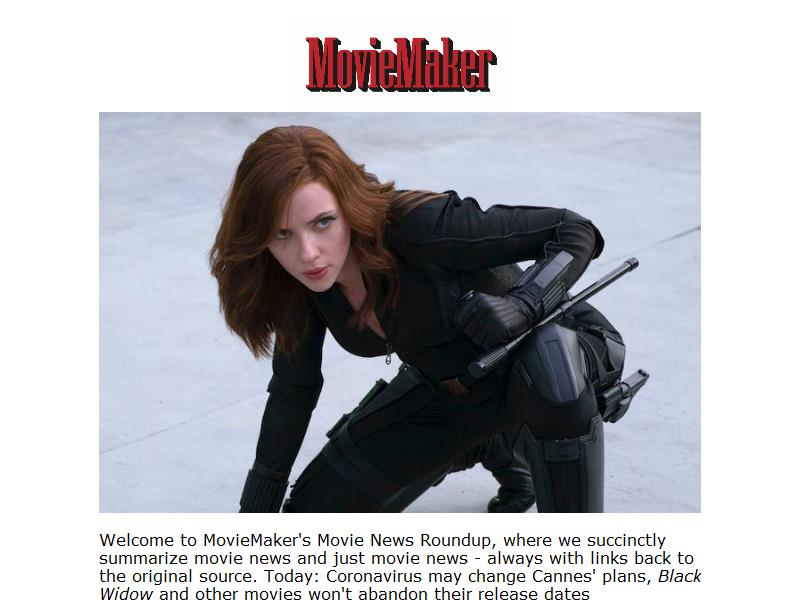 MovieMaker
Welcome to MovieMaker's Movie News Roundup, where we succinctly
summarize movie news and just movie news - always with links back to
the original source. Today: Coronavirus may change Cannes' plans, Black
Widow and other movies won't abandon their release dates